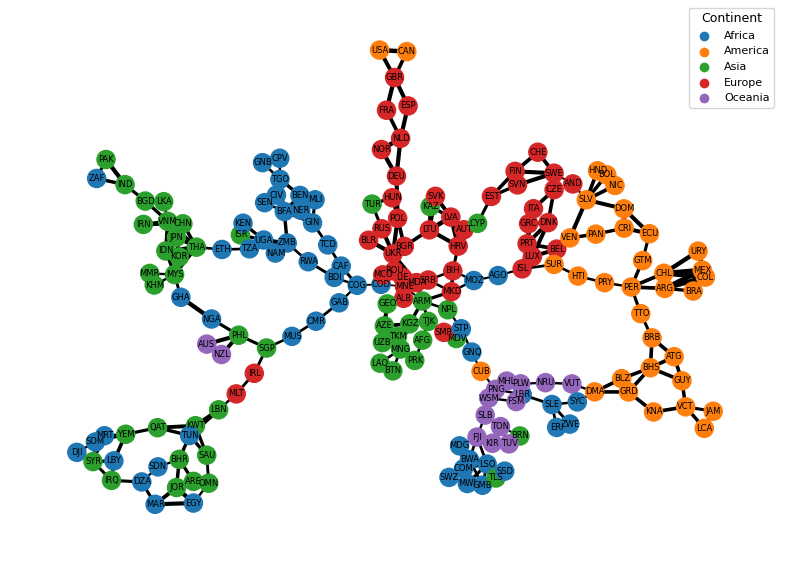 Continent
Africa
America
Asia
Europe
Oceania
USA CAN
GBR
FRA ESP
NOR NLD
DEU
TUR HUN
RUS POL
BLR UKR BGR
SVK
KAZ LVA
LTU AUT CYP
HRV
CHE
FIN SWE
SVN CZE AND
EST
ITA
GRC DNK
PRT BEL
LUX
ISL SUR
HND BOL
NIC
SLV
DOM
VEN PAN CRI ECU
GTM
URY
CHL MEX
COL
PER ARG BRA
HTI PRY
TTO
BRB
ATG
BHS
BLZ GUY
DMA GRD
KNA VCT JAM
LCA
PAK
ZAF IND
BGD LKA
IRN VNM CHN
JPN
IDN KOR THA
MMR MYS
KHM
GHA
NGA
AUS PHL
NZL SGP
IRL
MLT
LBN
GNB CPV
TGO
CIV BEN
SEN MLI
BFA NER
GIN
KEN
ISR UGA ZMB
ETH TZA NAM
TCD
RWA CAF
BDI COG COD
GAB
CMR
MUS
MCO
LIE
MNE MDA SRB
ALB
BIH MOZ AGO
MKD
GEO ARM NPL
AZE KGZ TJK
TKM
UZB MNG AFG
LAO PRK
BTN
SMR STP
MDV
GNQ
CUB
MHL PLW NRU VUT
PNG
WSM LBR
FSM SLE SYC
ERI ZWE
SLB
TON
FJI KIR TUV BRN
MDG
BWA
COM LSO SSD
SWZ MWI GMB TLS
QAT KWT
MRT YEM TUN
SOM
DJI
SYR LBY BHR SAU
SDN
IRQ DZA ARE OMN
JOR
MAR EGY